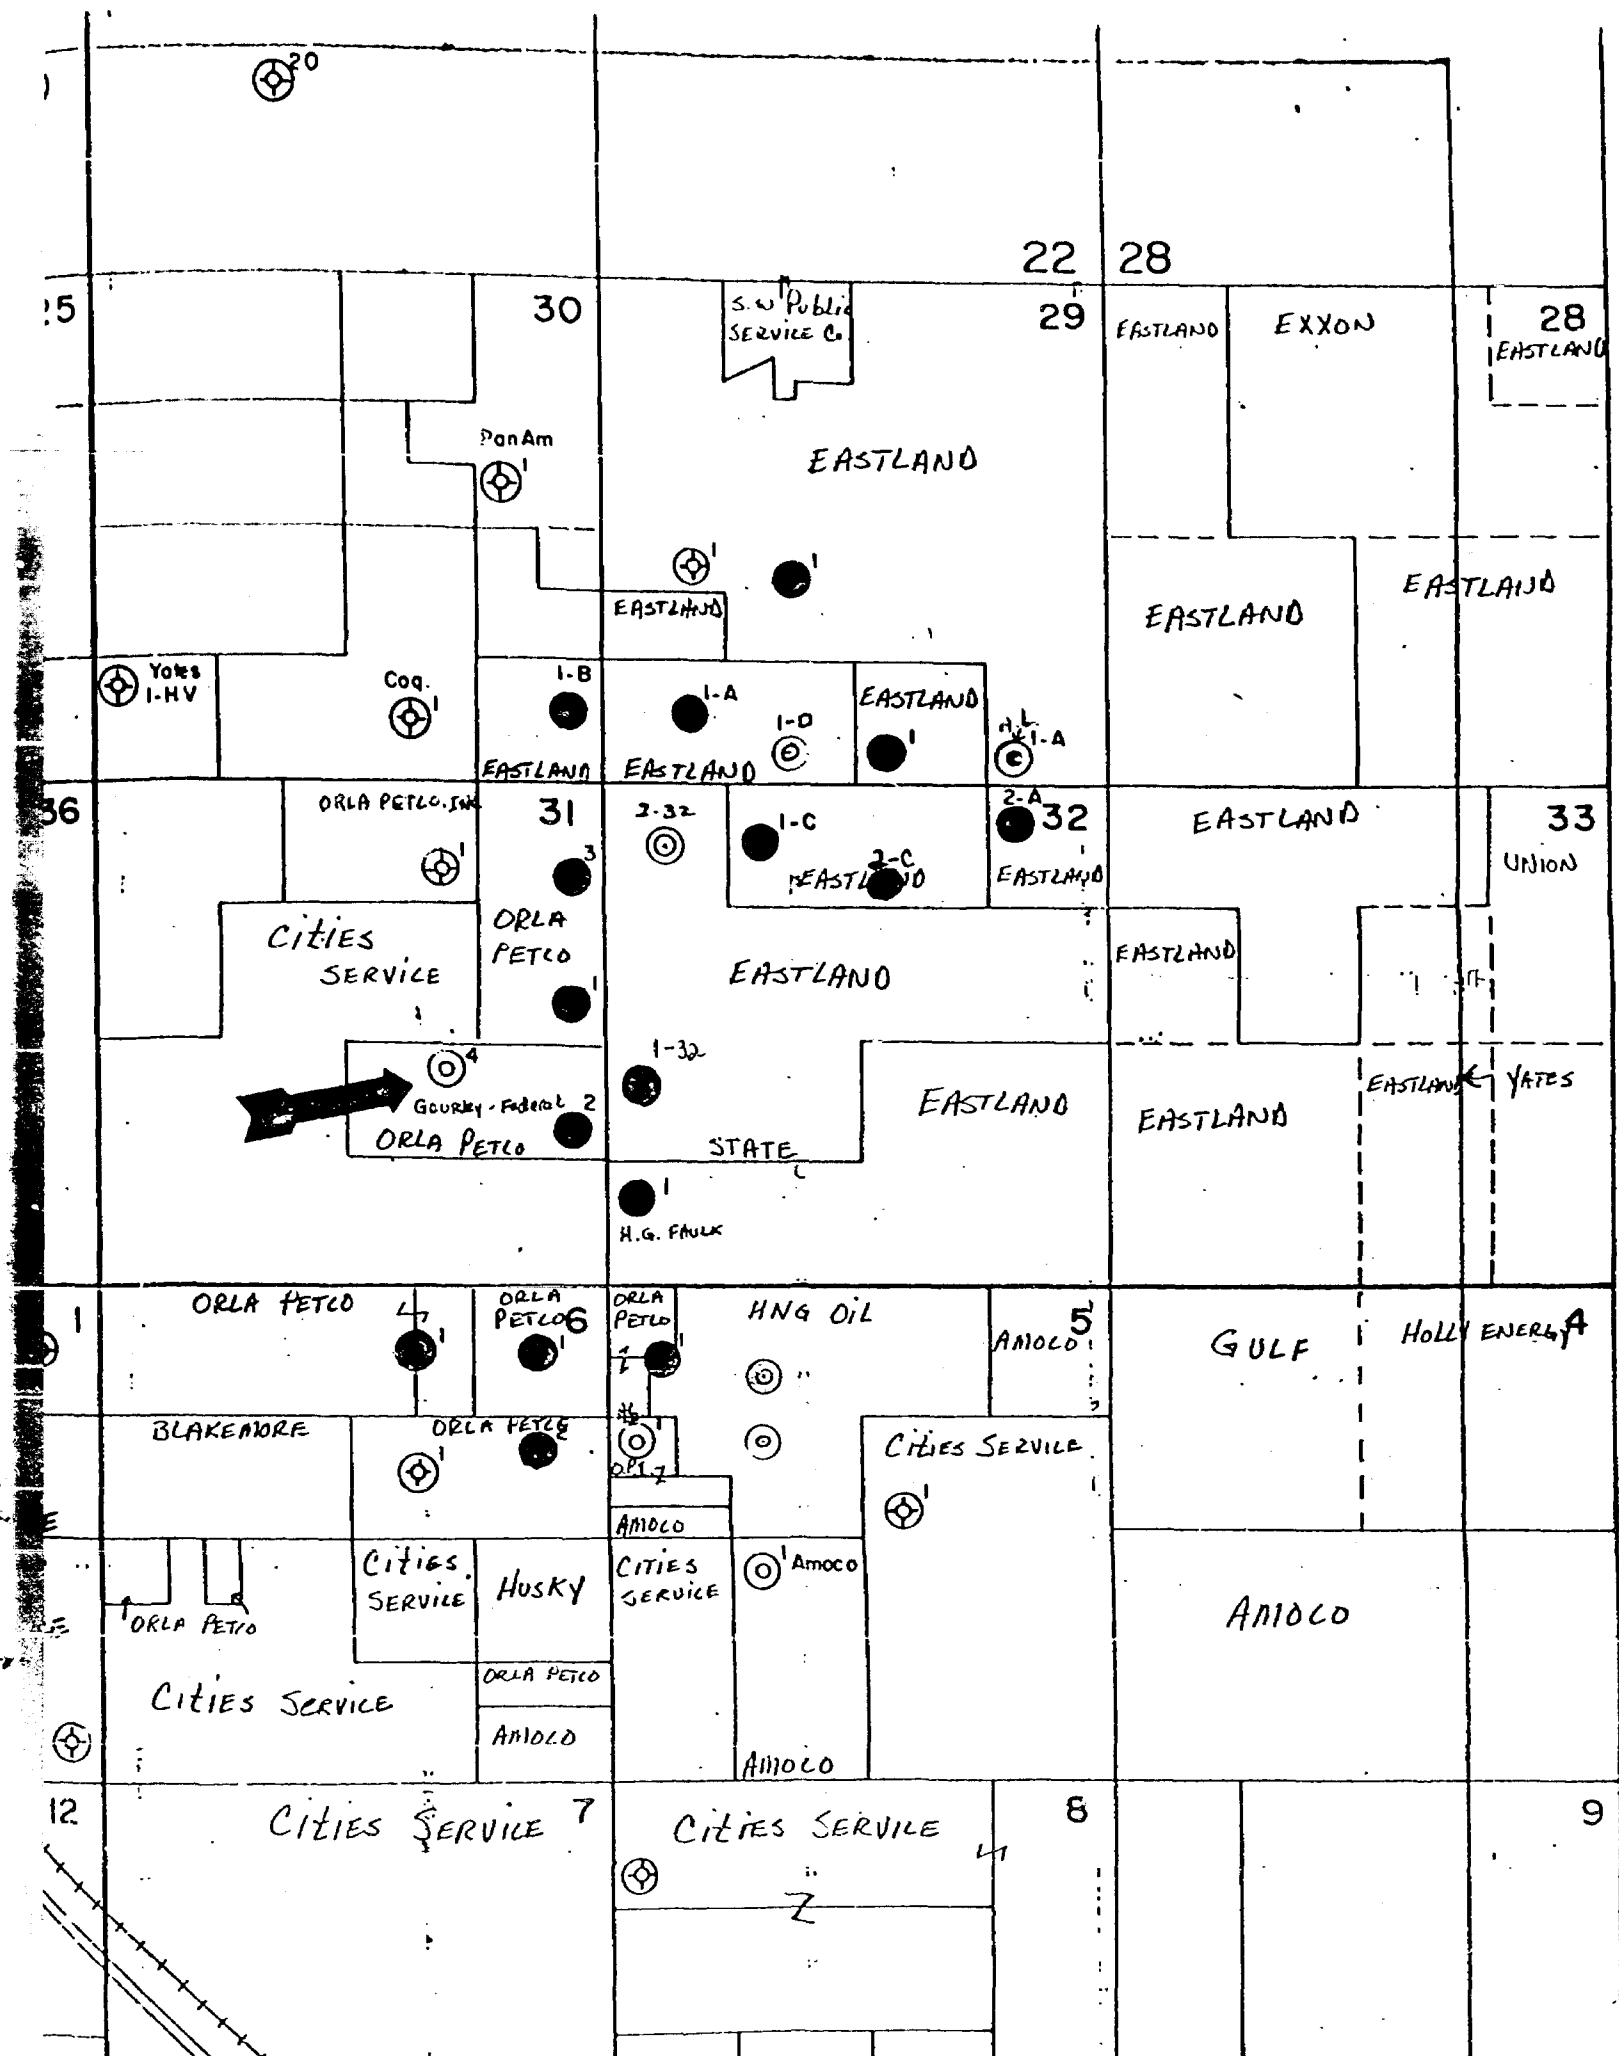 20
22 28
30
S.W Public
SERVICE Co.
29
EASTLAND
EXXON
28
EASTLAND
PanAm
1
EASTLAND
1
1
EASTLAND
EASTLAND
EASTLAND
Yates
1-HV
Coq.
1
1-B
EASTLAND
1-A
1-D
EASTLAND
EASTLAND
1
1-A
36
ORLA PETCO. INC
1
31
3
2-32
1-C
2-C
EASTLAND
2-A
32
EASTLAND
EASTLAND
33
UNION
Cities
SERVICE
ORLA
PETCO
1
EASTLAND
EASTLAND
4
Gourley-Federal
2
ORLA PETCO
1-32
STATE
EASTLAND
EASTLAND
EASTLAND
YATES
1
H.G. FAULK
1
ORLA PETCO
1
ORLA
PETCO
6
1
ORLA
PETCO
1
HNG OIL
AMOCO
5
GULF
HOLLY ENERGY
4
BLAKEMORE
ORLA PETCO
1
2
1
O.P.I.
AMOCO
Cities SERVICE
1
ORLA PETCO
Cities
SERVICE
HUSKY
CITIES
SERVICE
1 Amoco
AMOCO
Cities SERVICE
ORLA PETCO
AMOCO
AMOCO
12
Cities SERVICE
7
Cities SERVICE
8
9